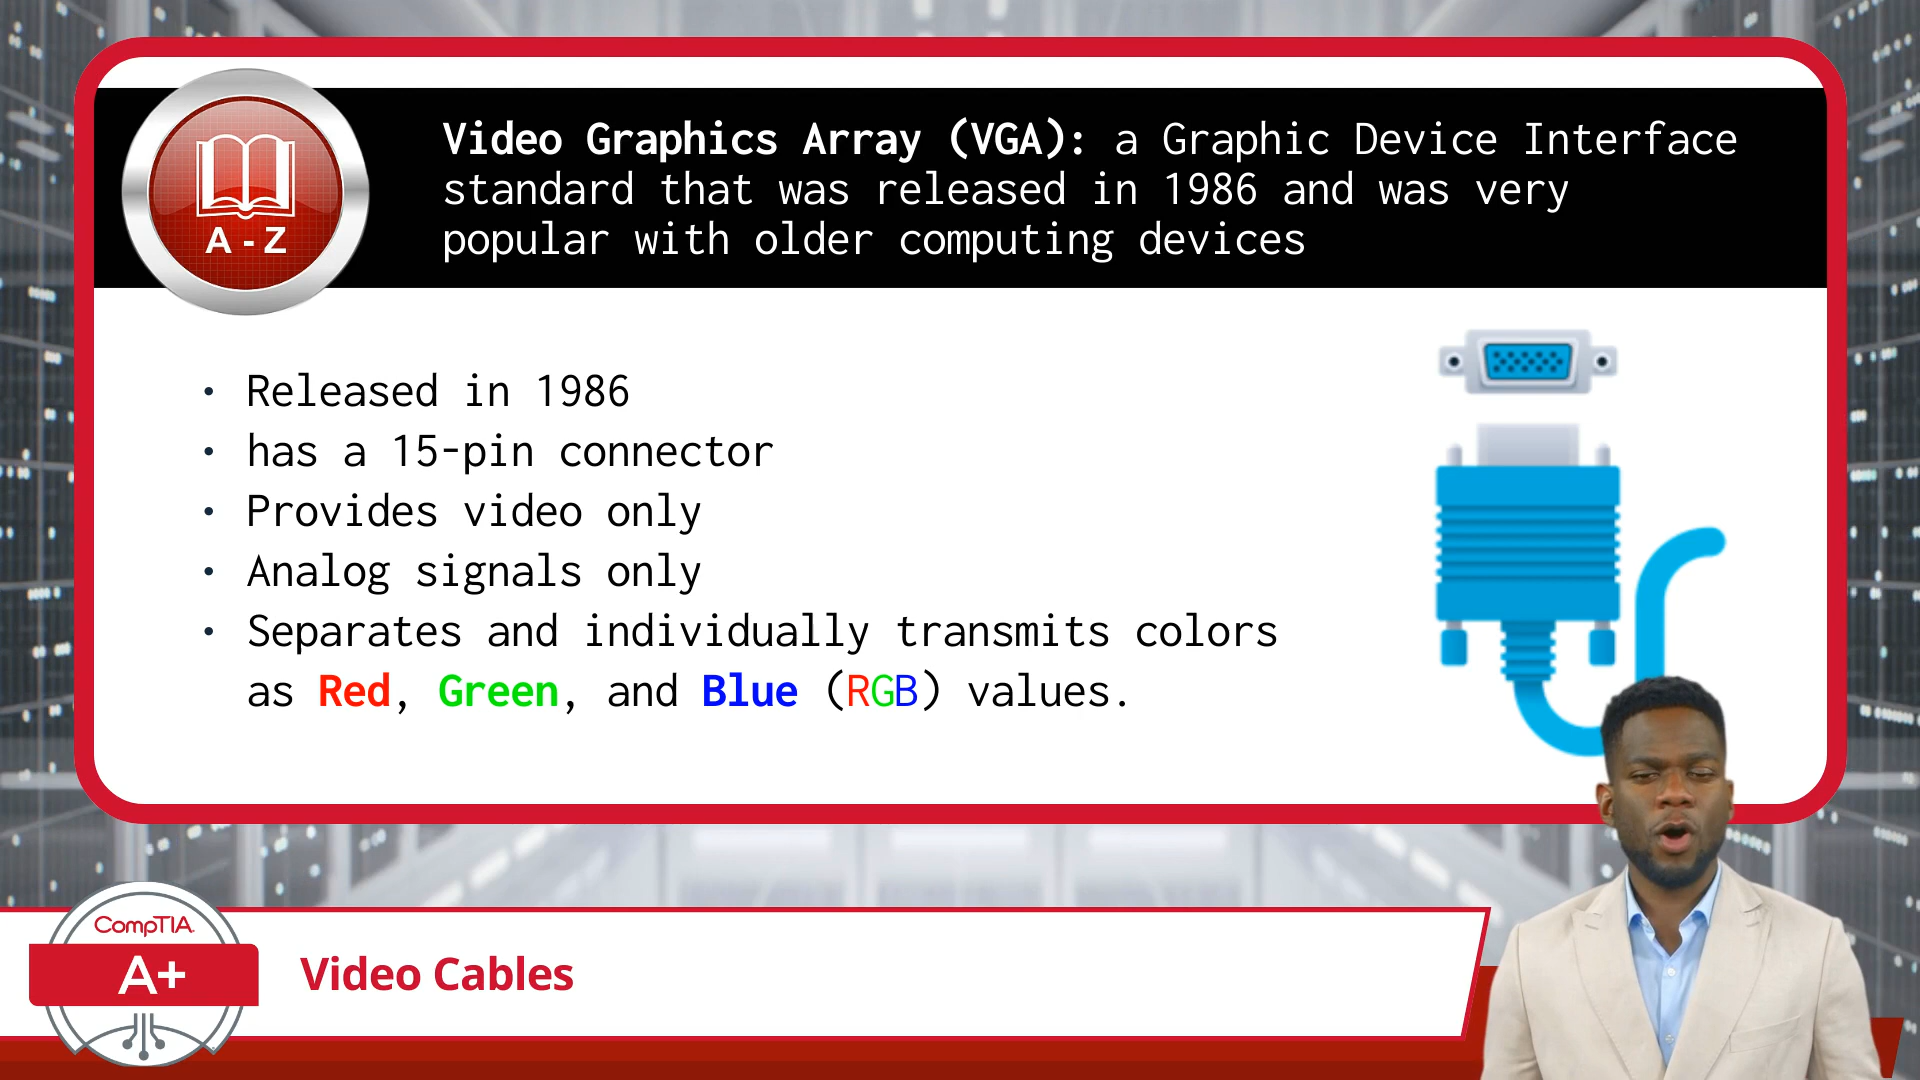 Video Graphics Array (VGA): a Graphic Device Interface
standard that was released in 1986 and was very
popular with older computing devices
A - Z
• Released in 1986
• has a 15-pin connector
• Provides video only
• Analog signals only
• Separates and individually transmits colors
as Red, Green, and Blue (RGB) values.
CompTIA.
A+
Video Cables